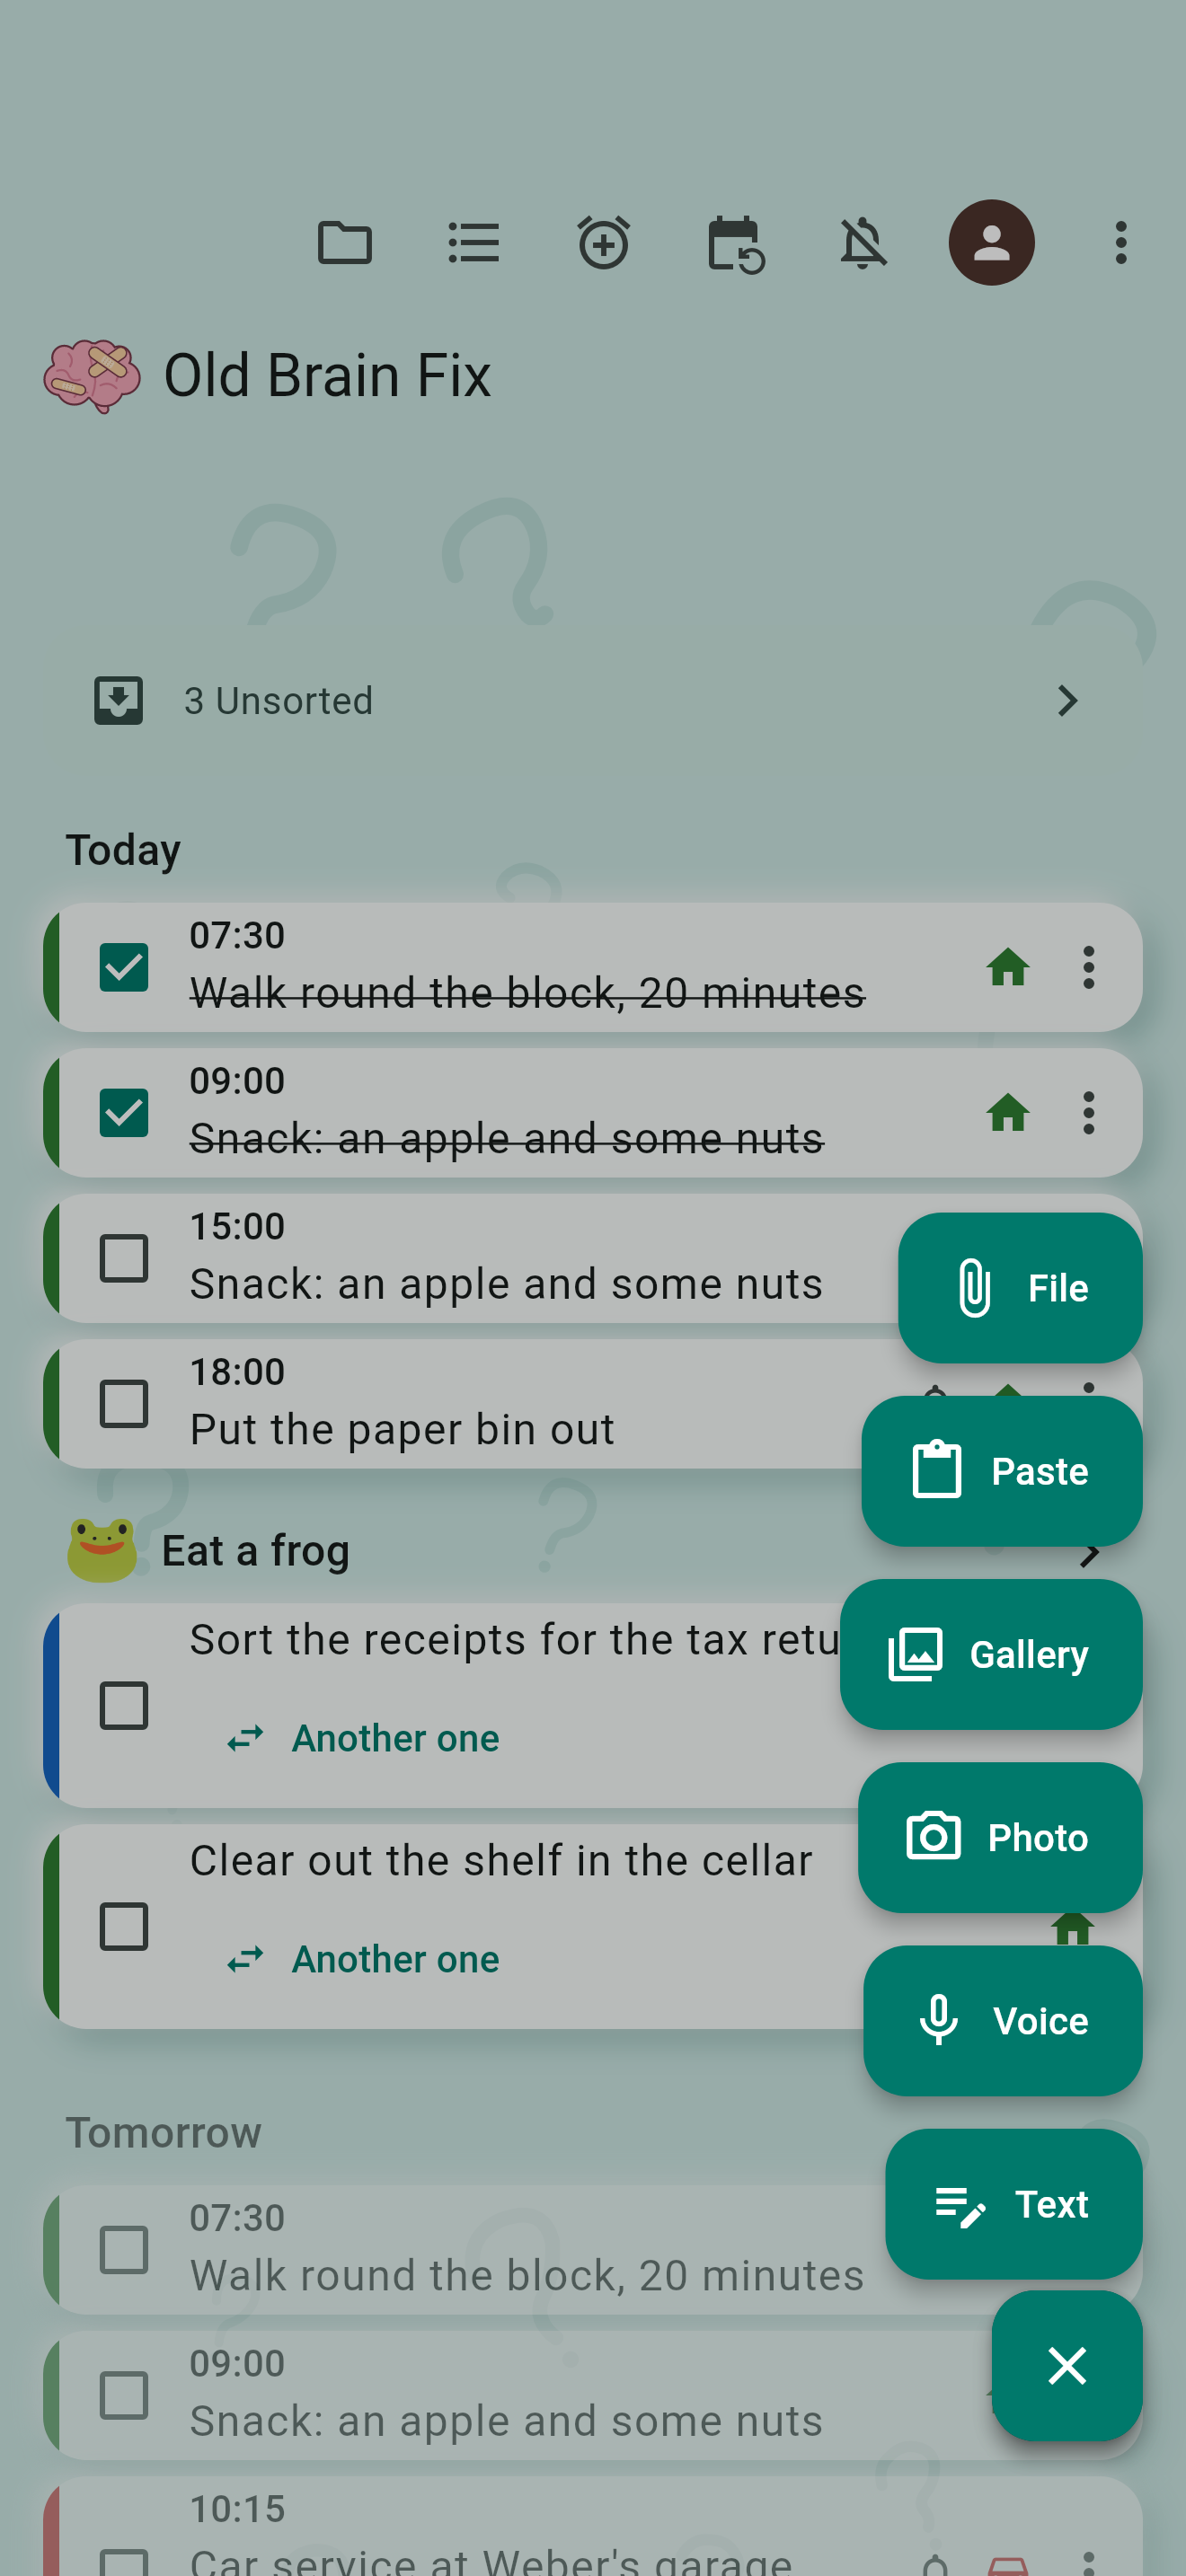 Old Brain Fix
3 Unsorted
Today
07:30
Walk round the block, 20 minutes
09:00
Snack: an apple and some nuts
15:00
Snack: an apple and some nuts
File
18:00
Put the paper bin out
Paste
Eat a frog
Sort the receipts for the tax retu
Gallery
Another one
Photo
Clear out the shelf in the cellar
Another one
Voice
Tomorrow
Text
07:30
Walk round the block, 20 minutes
09:00
Snack: an apple and some nuts
10:15
Car service at Weber's garage